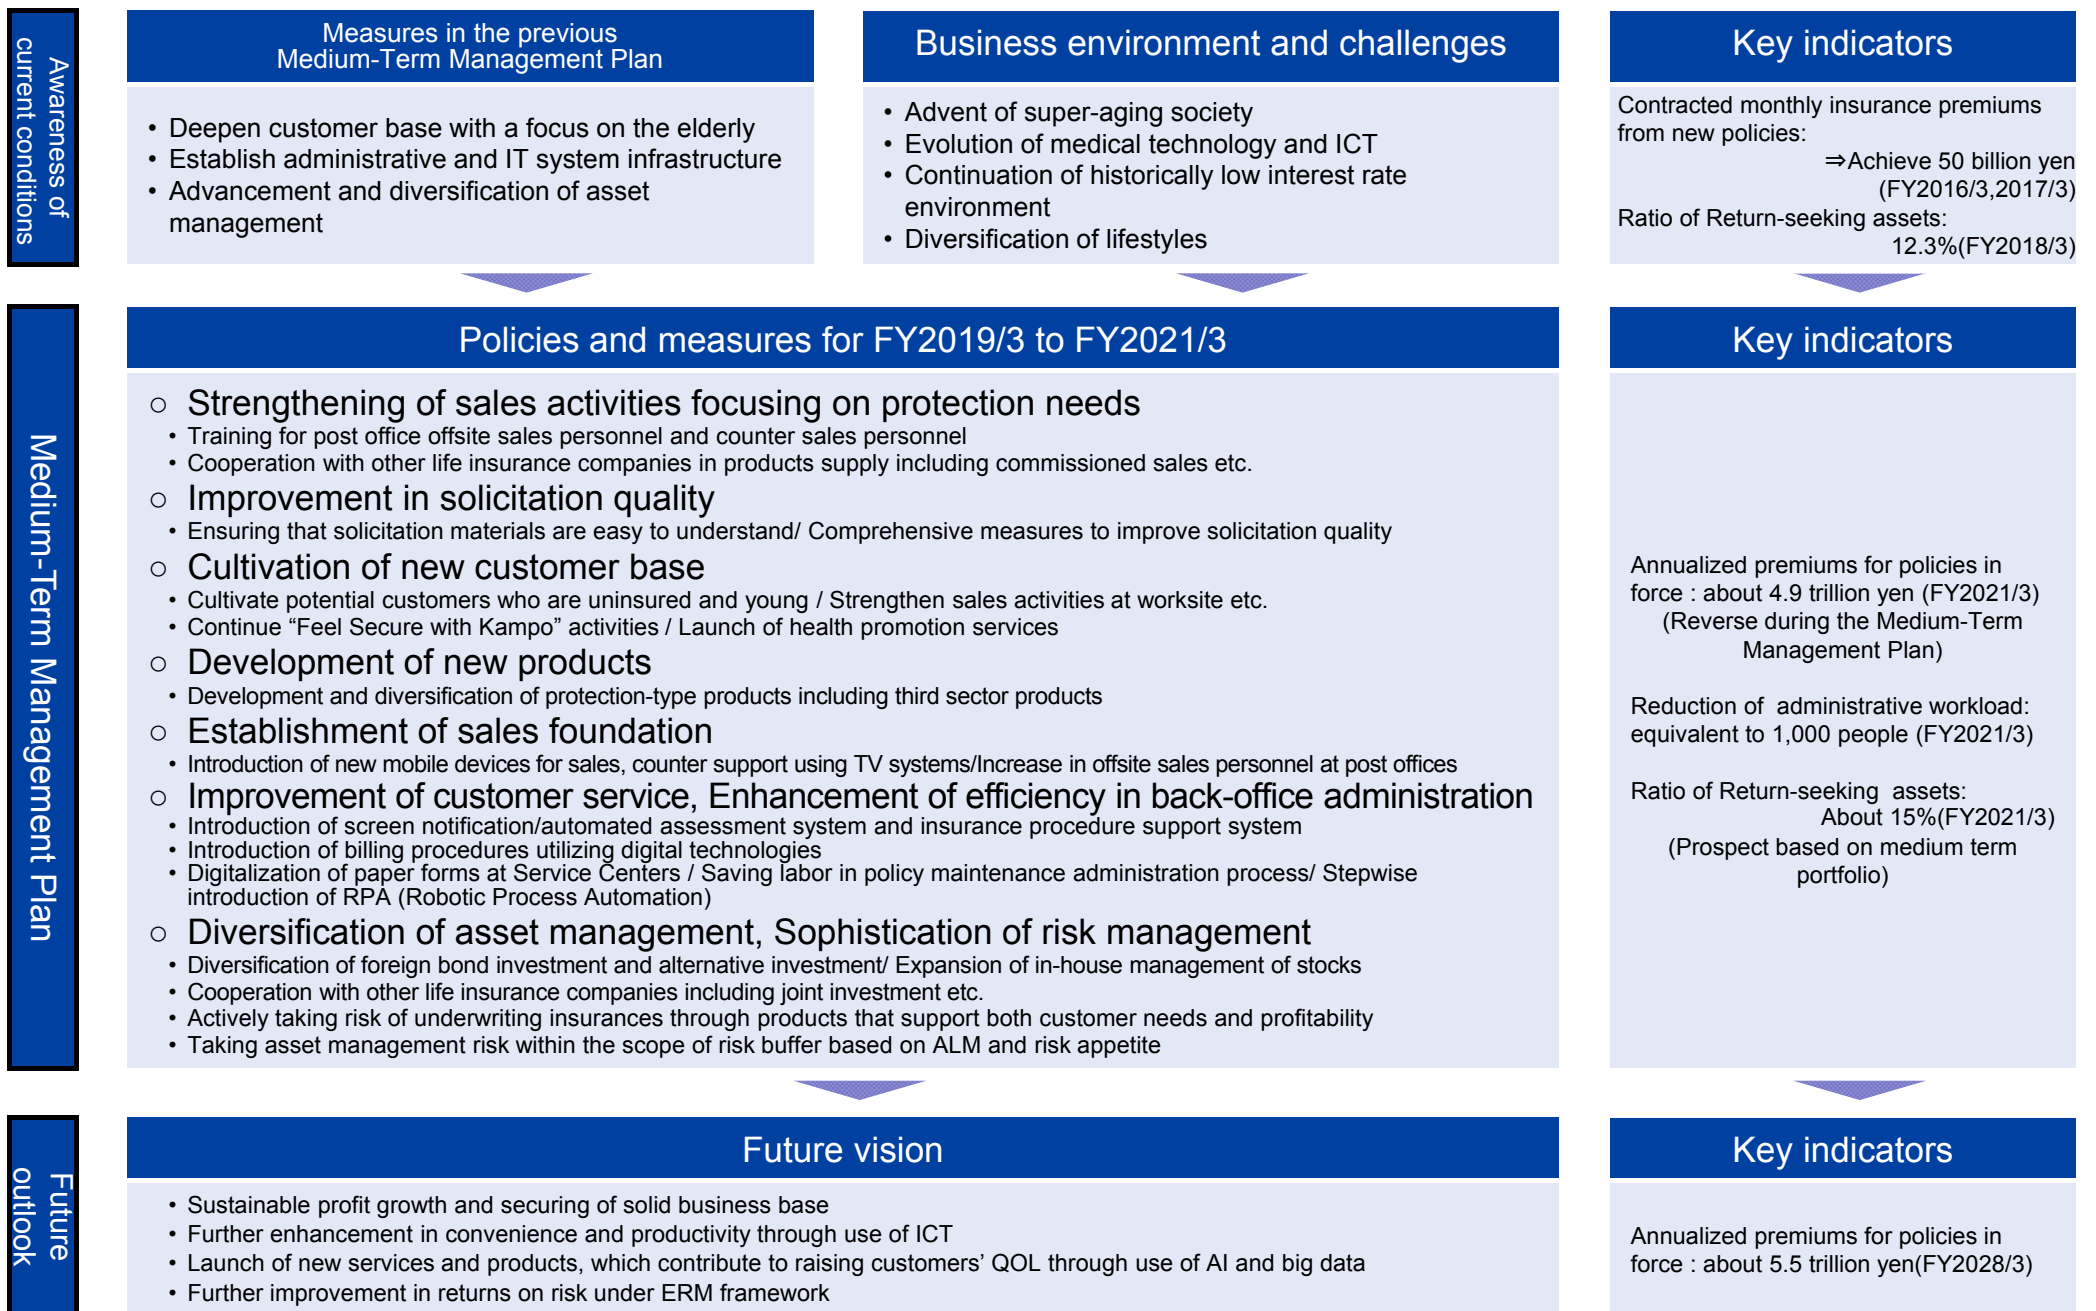 Awareness of
current conditions
Measures in the previous
Medium-Term Management Plan
• Deepen customer base with a focus on the elderly
• Establish administrative and IT system infrastructure
• Advancement and diversification of asset
management
Business environment and challenges
• Advent of super-aging society
• Evolution of medical technology and ICT
• Continuation of historically low interest rate
environment
• Diversification of lifestyles
Key indicators
Contracted monthly insurance premiums
from new policies:
⇒Achieve 50 billion yen
(FY2016/3,2017/3)
Ratio of Return-seeking assets:
12.3%(FY2018/3)
Medium-Term Management Plan
Policies and measures for FY2019/3 to FY2021/3
○ Strengthening of sales activities focusing on protection needs
• Training for post office offsite sales personnel and counter sales personnel
• Cooperation with other life insurance companies in products supply including commissioned sales etc.
○ Improvement in solicitation quality
• Ensuring that solicitation materials are easy to understand/ Comprehensive measures to improve solicitation quality
○ Cultivation of new customer base
• Cultivate potential customers who are uninsured and young / Strengthen sales activities at worksite etc.
• Continue “Feel Secure with Kampo” activities / Launch of health promotion services
○ Development of new products
• Development and diversification of protection-type products including third sector products
○ Establishment of sales foundation
• Introduction of new mobile devices for sales, counter support using TV systems/Increase in offsite sales personnel at post offices
○ Improvement of customer service, Enhancement of efficiency in back-office administration
• Introduction of screen notification/automated assessment system and insurance procedure support system
• Introduction of billing procedures utilizing digital technologies
• Digitalization of paper forms at Service Centers / Saving labor in policy maintenance administration process/ Stepwise
introduction of RPA (Robotic Process Automation)
○ Diversification of asset management, Sophistication of risk management
• Diversification of foreign bond investment and alternative investment/ Expansion of in-house management of stocks
• Cooperation with other life insurance companies including joint investment etc.
• Actively taking risk of underwriting insurances through products that support both customer needs and profitability
• Taking asset management risk within the scope of risk buffer based on ALM and risk appetite
Key indicators
Annualized premiums for policies in
force : about 4.9 trillion yen (FY2021/3)
(Reverse during the Medium-Term
Management Plan)
Reduction of administrative workload:
equivalent to 1,000 people (FY2021/3)
Ratio of Return-seeking assets:
About 15%(FY2021/3)
(Prospect based on medium term
portfolio)
Future
outlook
Future vision
• Sustainable profit growth and securing of solid business base
• Further enhancement in convenience and productivity through use of ICT
• Launch of new services and products, which contribute to raising customers’ QOL through use of AI and big data
• Further improvement in returns on risk under ERM framework
Key indicators
Annualized premiums for policies in
force : about 5.5 trillion yen(FY2028/3)